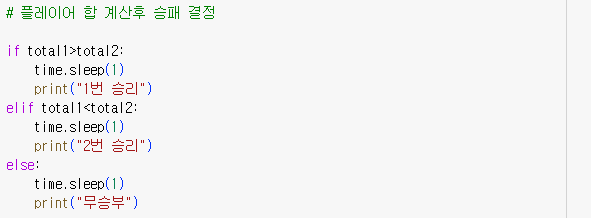 # 플레이어 합 계산후 승패 결정
if total1>total2:
    time.sleep(1)
    print("1번 승리")
elif total1<total2:
    time.sleep(1)
    print("2번 승리")
else:
    time.sleep(1)
    print("무승부")